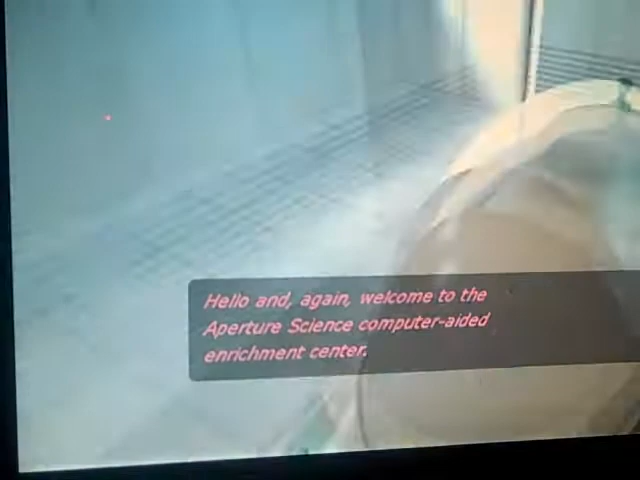 Hello and, again, welcome to the
Aperture Science computer-aided
enrichment center.